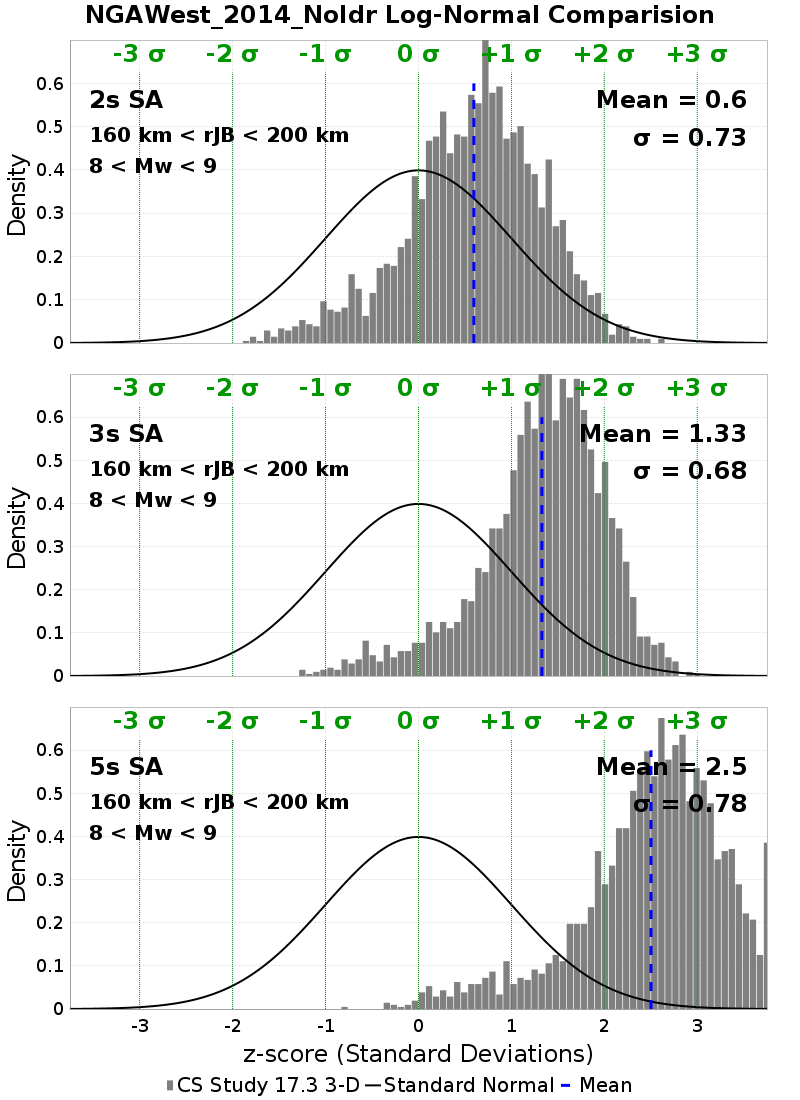 NGAWest_2014_NoIdr Log-Normal Comparision
-3 σ -2 σ -1 σ 0 σ +1 σ +2 σ +3 σ
2s SA
Mean = 0.6
160 km < rJB < 200 km
σ = 0.73
8 < Mw < 9
0.6
0.5
0.4
0.3
0.2
0.1
0
Density
-3 σ -2 σ -1 σ 0 σ +1 σ +2 σ +3 σ
3s SA
Mean = 1.33
160 km < rJB < 200 km
σ = 0.68
8 < Mw < 9
0.6
0.5
0.4
0.3
0.2
0.1
0
Density
-3 σ -2 σ -1 σ 0 σ +1 σ +2 σ +3 σ
5s SA
Mean = 2.5
160 km < rJB < 200 km
σ = 0.78
8 < Mw < 9
0.6
0.5
0.4
0.3
0.2
0.1
0
Density
-3 -2 -1 0 1 2 3
z-score (Standard Deviations)
CS Study 17.3 3-D Standard Normal Mean